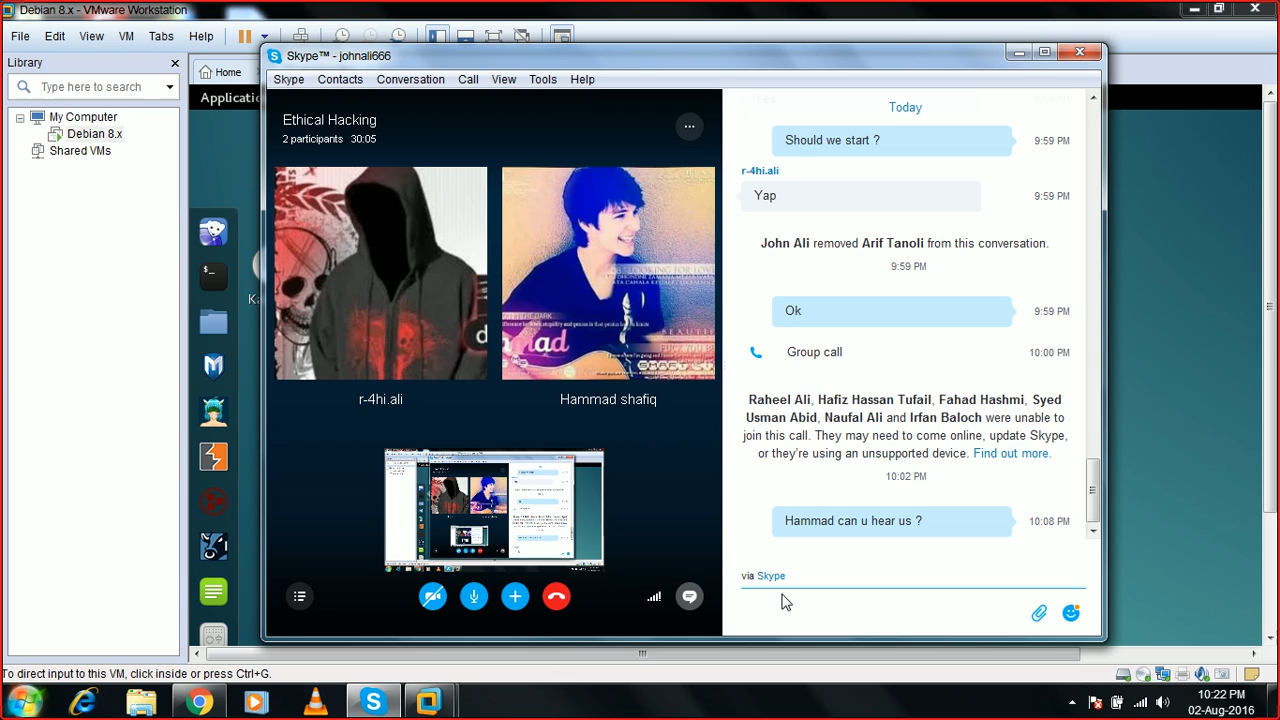 Debian 8.x - VMware Workstation
File Edit View VM Tabs Help
Library
Type here to search
My Computer
Debian 8.x
Shared VMs
Home
Applicatio
Ka
Skype™ - johnali666
Skype Contacts Conversation Call View Tools Help
Ethical Hacking
2 participants 30:05
r-4hi.ali
Hammad shafiq
Today
Should we start ? 9:59 PM
r-4hi.ali
Yap 9:59 PM
John Ali removed Arif Tanoli from this conversation.
9:59 PM
Ok 9:59 PM
Group call 10:00 PM
Raheel Ali, Hafiz Hassan Tufail, Fahad Hashmi, Syed
Usman Abid, Naufal Ali and Irfan Baloch were unable to
join this call. They may need to come online, update Skype,
or they're using an unsupported device. Find out more.
10:02 PM
Hammad can u hear us ? 10:08 PM
via Skype
To direct input to this VM, click inside or press Ctrl+G.
10:22 PM
02-Aug-2016